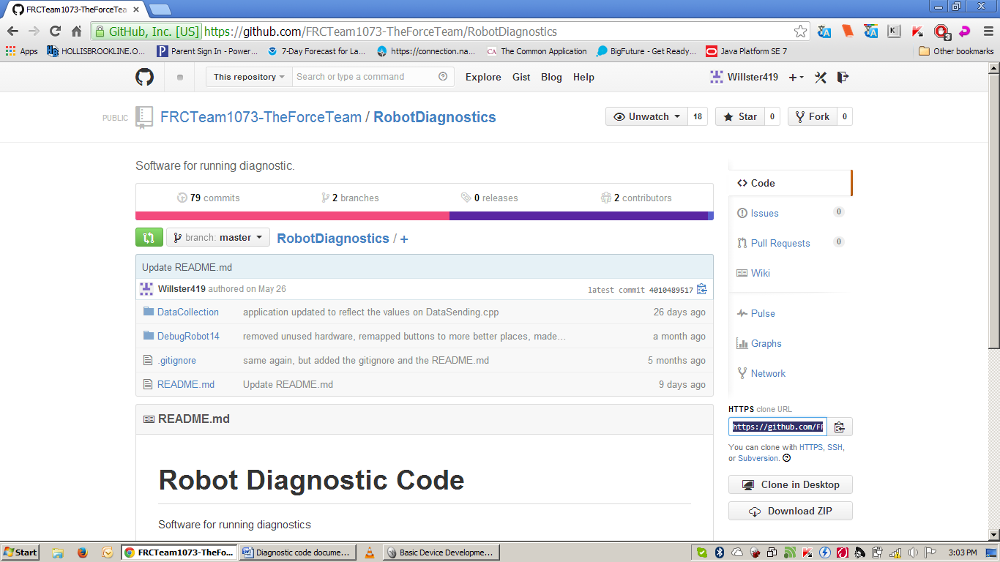 FRCTeam1073-TheForceTeam
GitHub, Inc. [US] https://github.com/FRCTeam1073-TheForceTeam/RobotDiagnostics
3
Apps HOLLISBROOKLINE.O... Parent Sign In - Power... 7-Day Forecast for La... https://connection.na... The Common Application BigFuture - Get Ready... Java Platform SE 7 Other bookmarks
This repository Search or type a command Explore Gist Blog Help Willster419
PUBLIC FRCTeam1073-TheForceTeam / RobotDiagnostics Unwatch 18 Star 0 Fork 0
Software for running diagnostic.
79 commits 2 branches 0 releases 2 contributors
branch: master RobotDiagnostics / +
Update README.md
Willster419 authored on May 26 latest commit 4010489517
DataCollection application updated to reflect the values on DataSending.cpp 26 days ago
DebugRobot14 removed unused hardware, remapped buttons to more better places, made... a month ago
.gitignore same again, but added the gitignore and the README.md 5 months ago
README.md Update README.md 9 days ago
README.md
Robot Diagnostic Code
Software for running diagnostics
Code
Issues 0
Pull Requests 0
Wiki
Pulse
Graphs
Network
HTTPS clone URL
https://github.com/FF
You can clone with HTTPS, SSH,
or Subversion.
Clone in Desktop
Download ZIP
Start FRCTeam1073-TheFo... Diagnostic code docume... Basic Device Developme... 3:03 PM